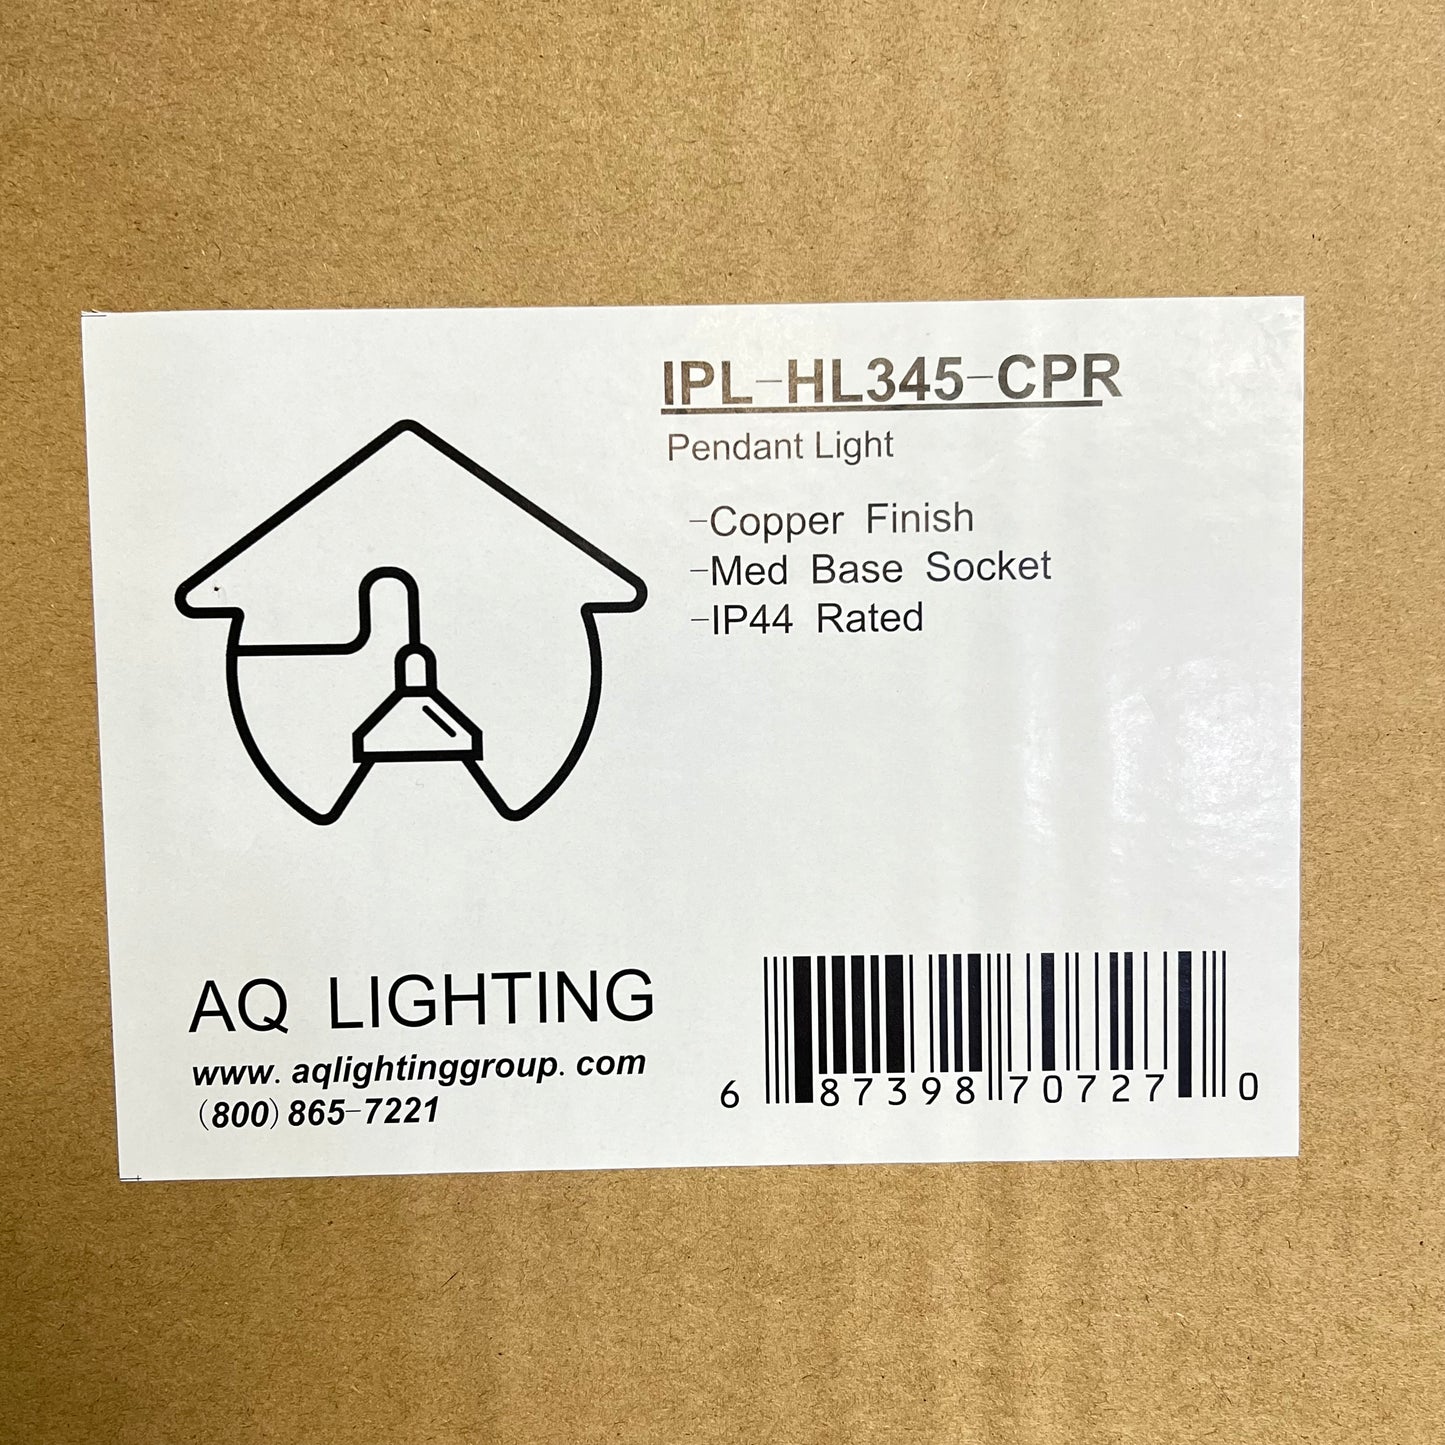 IPL-HL345-CPR
Pendant Light
-Copper Finish
-Med Base Socket
-IP44 Rated
AQ LIGHTING
www.aqlightinggroup.com
(800)865-7221
6 87398 70727 0